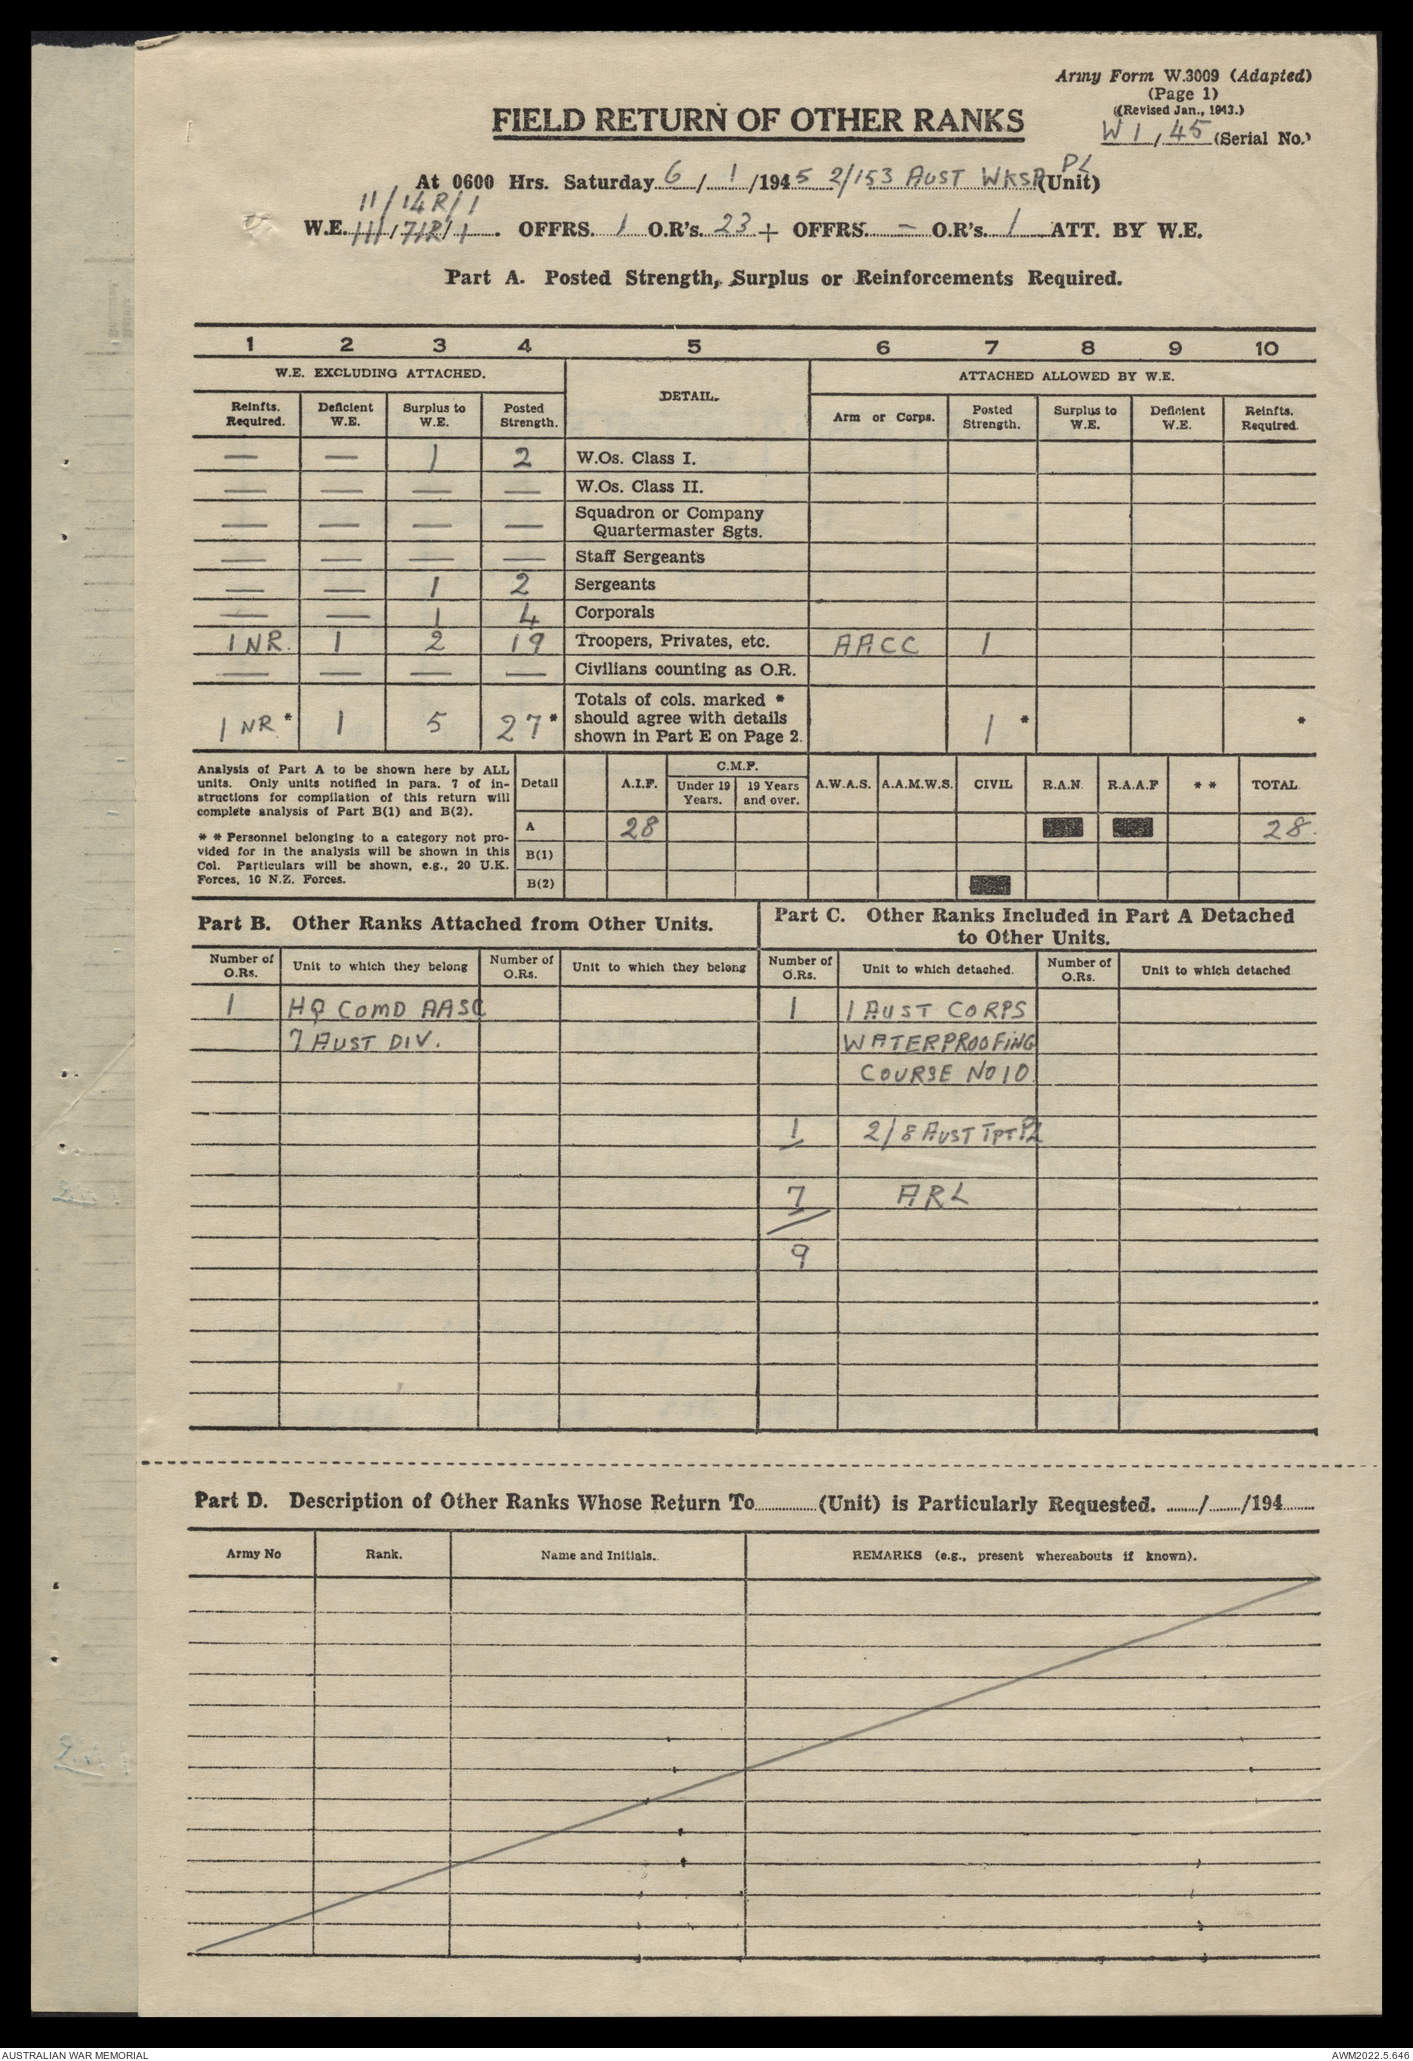 Army Form W.3009 (Adapted)
(Page 1)
(Revised Jan., 1943.)
W 1 / 45 (Serial No.)
FIELD RETURN OF OTHER RANKS
At 0600 Hrs. Saturday 6 / 1 /1945 2/153 AUST WKSP PL (Unit)
11/14R/1
W.E. III/71R/1. OFFRS. 1 O.R's. 23 + OFFRS. — O.R's. 1 ATT. BY W.E.
Part A. Posted Strength, Surplus or Reinforcements Required.
1 2 3 4 5 6 7 8 9 10
W.E. EXCLUDING ATTACHED. DETAIL. ATTACHED ALLOWED BY W.E.
Reinfts. Required. Deficient W.E. Surplus to W.E. Posted Strength. Arm or Corps. Posted Strength. Surplus to W.E. Deficient W.E. Reinfts. Required.
— — 1 2 W.Os. Class I.
— — — — W.Os. Class II.
— — — — Squadron or Company Quartermaster Sgts.
— — — — Staff Sergeants
— — 1 2 Sergeants
— — 1 4 Corporals
1 NR. 1 2 19 Troopers, Privates, etc. AACC 1
— — — — Civilians counting as O.R.
1 NR.* 1 5 27* Totals of cols. marked * should agree with details shown in Part E on Page 2. 1 * *
Analysis of Part A to be shown here by ALL
units. Only units notified in para. 7 of in-
structions for compilation of this return will
complete analysis of Part B(1) and B(2).
* * Personnel belonging to a category not pro-
vided for in the analysis will be shown in this
Col. Particulars will be shown, e.g., 20 U.K.
Forces, 10 N.Z. Forces.
Detail A.I.F. C.M.F. Under 19 Years. 19 Years and over. A.W.A.S. A.A.M.W.S. CIVIL R.A.N. R.A.A.F * * TOTAL.
A 28 28.
B(1)
B(2)
Part B. Other Ranks Attached from Other Units.
Part C. Other Ranks Included in Part A Detached
to Other Units.
Number of O.Rs. Unit to which they belong Number of O.Rs. Unit to which they belong Number of O.Rs. Unit to which detached. Number of O.Rs. Unit to which detached
1 HQ COMD AASC 1 1 AUST CORPS
7 AUST DIV. WATERPROOFING
COURSE NO 10.
1 2/8 AUST TPT PL
7 ARL
9
Part D. Description of Other Ranks Whose Return To............(Unit) is Particularly Requested. ......./......./194.......
Army No Rank. Name and Initials. REMARKS (e.g., present whereabouts if known).
AUSTRALIAN WAR MEMORIAL AWM2022.5.646